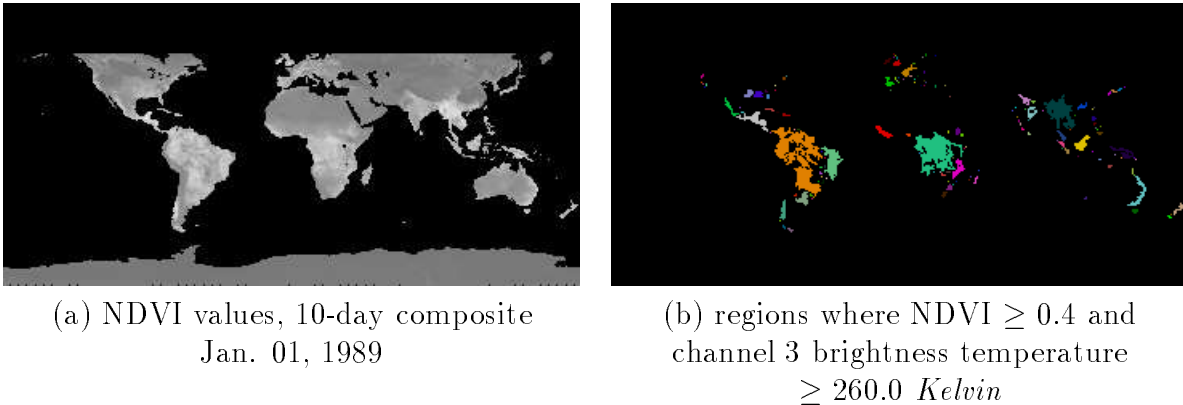 (a) NDVI values, 10-day composite
Jan. 01, 1989
(b) regions where NDVI ≥ 0.4 and
channel 3 brightness temperature
≥ 260.0 Kelvin